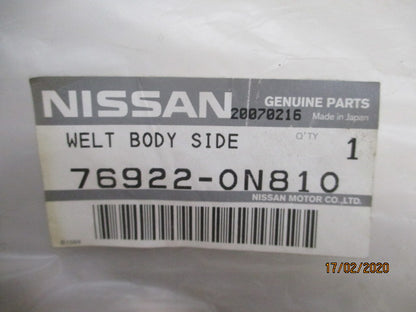 NISSAN GENUINE PARTS
20070216 Made in Japan
WELT BODY SIDE Q'TY 1
76922-0N810
NISSAN MOTOR CO.,LTD.
17/02/2020